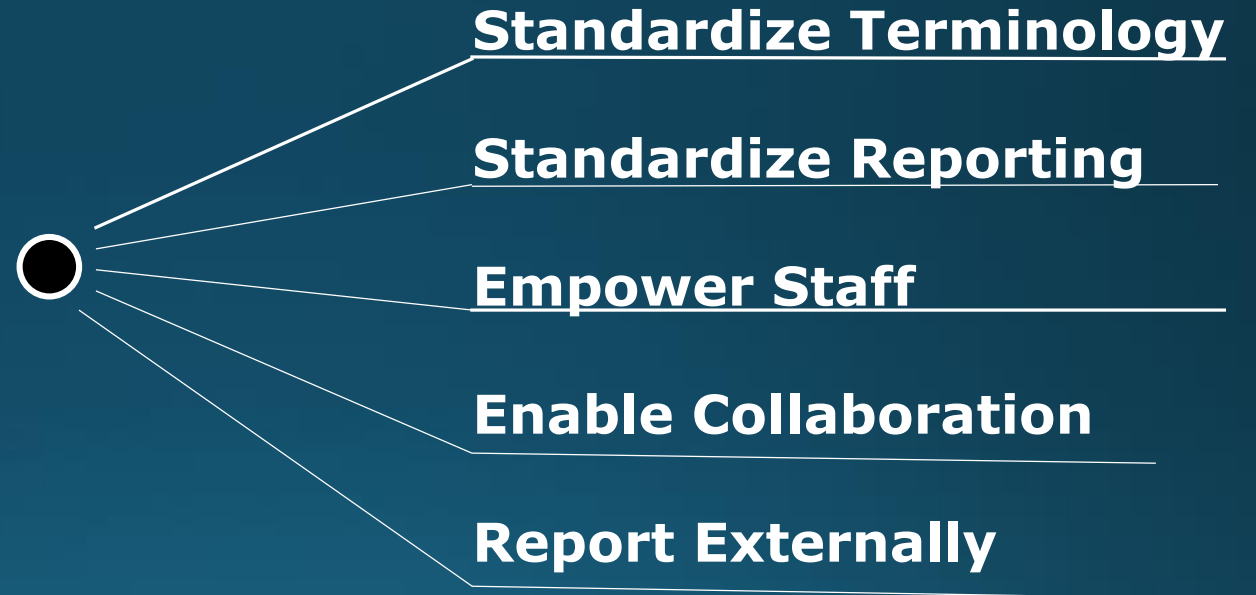 Standardize Terminology
Standardize Reporting
Empower Staff
Enable Collaboration
Report Externally